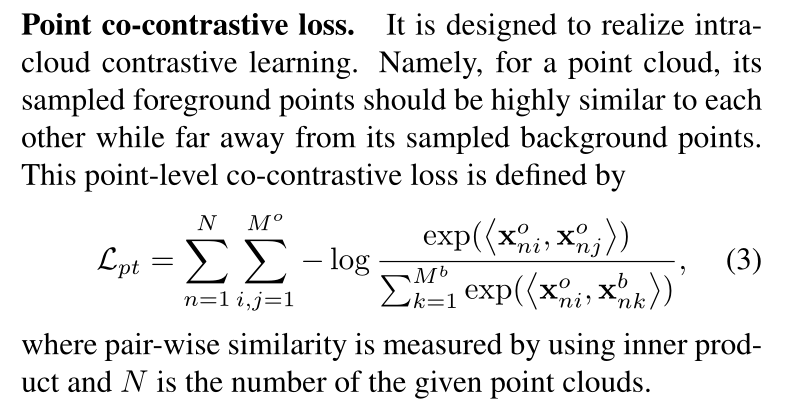 Point co-contrastive loss. It is designed to realize intra-
cloud contrastive learning. Namely, for a point cloud, its
sampled foreground points should be highly similar to each
other while far away from its sampled background points.
This point-level co-contrastive loss is defined by
$\mathcal{L}_{pt} = \sum_{n=1}^{N} \sum_{i,j=1}^{M^o} -\log \frac{\exp(\langle \mathbf{x}_{ni}^o, \mathbf{x}_{nj}^o \rangle)}{\sum_{k=1}^{M^b} \exp(\langle \mathbf{x}_{ni}^o, \mathbf{x}_{nk}^b \rangle)}, \quad (3)$
where pair-wise similarity is measured by using inner prod-
uct and $N$ is the number of the given point clouds.